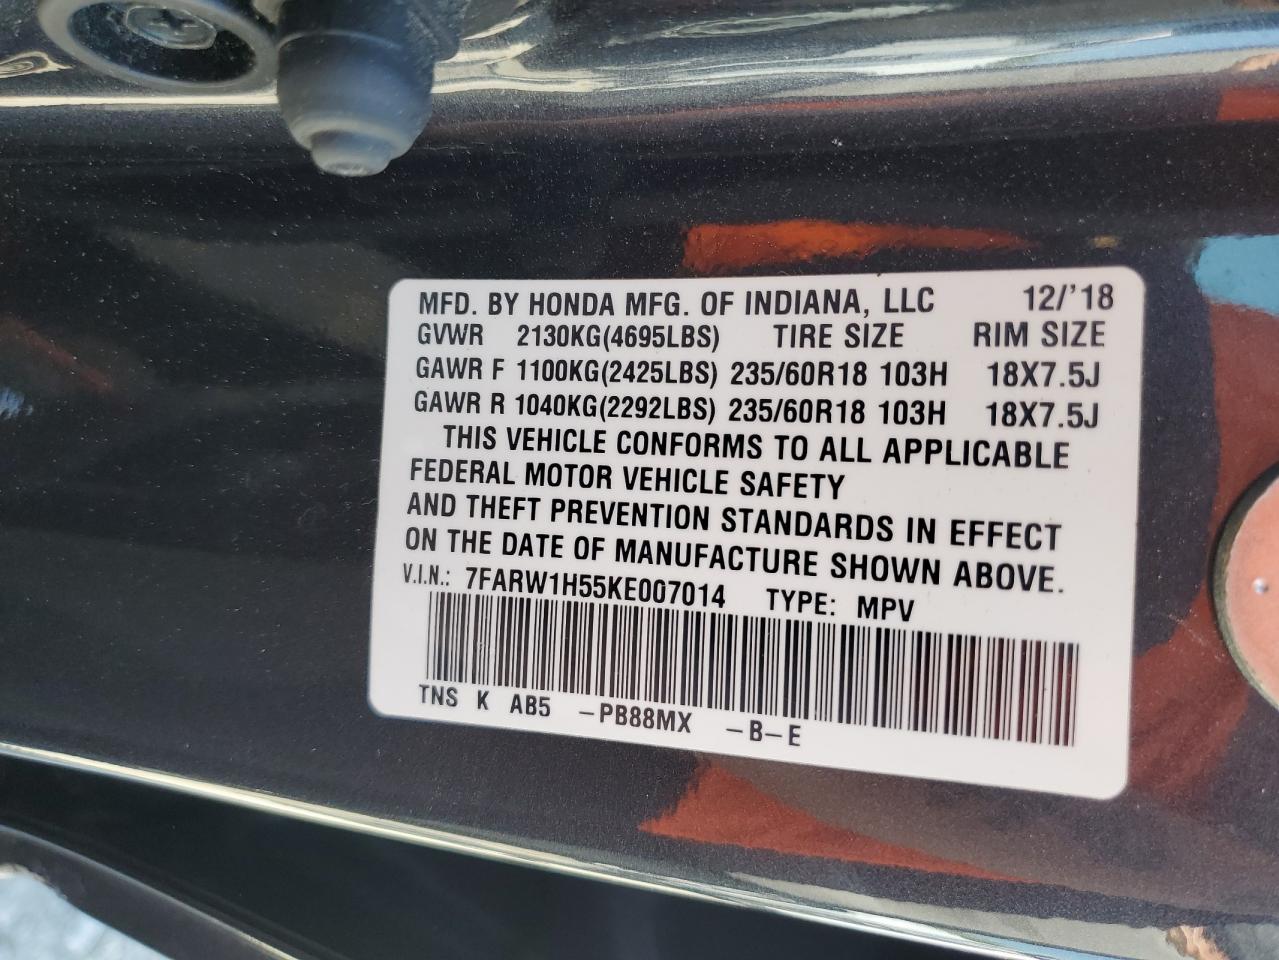 MFD. BY HONDA MFG. OF INDIANA, LLC 12/'18
GVWR 2130KG(4695LBS) TIRE SIZE RIM SIZE
GAWR F 1100KG(2425LBS) 235/60R18 103H 18X7.5J
GAWR R 1040KG(2292LBS) 235/60R18 103H 18X7.5J
THIS VEHICLE CONFORMS TO ALL APPLICABLE
FEDERAL MOTOR VEHICLE SAFETY
AND THEFT PREVENTION STANDARDS IN EFFECT
ON THE DATE OF MANUFACTURE SHOWN ABOVE.
V.I.N.: 7FARW1H55KE007014 TYPE: MPV
TNS K AB5 -PB88MX -B-E